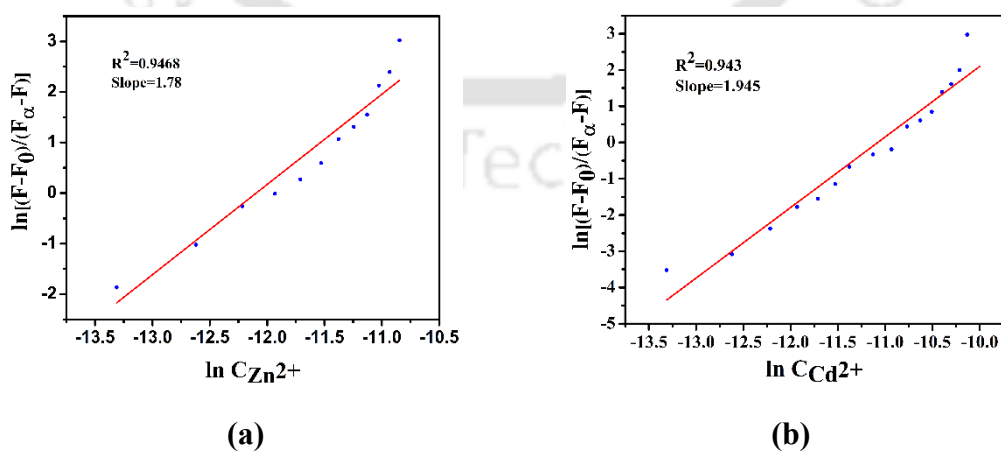 ln[(F-F₀)/(Fα-F)]
3
2
1
0
-1
-2
R²=0.9468
Slope=1.78
-13.5 -13.0 -12.5 -12.0 -11.5 -11.0 -10.5
ln C Zn2+
(a)
Tec
ln[(F-F₀)/(Fα-F)]
3
2
1
0
-1
-2
-3
-4
-5
R²=0.943
Slope=1.945
-13.5 -13.0 -12.5 -12.0 -11.5 -11.0 -10.5 -10.0
ln C Cd2+
(b)